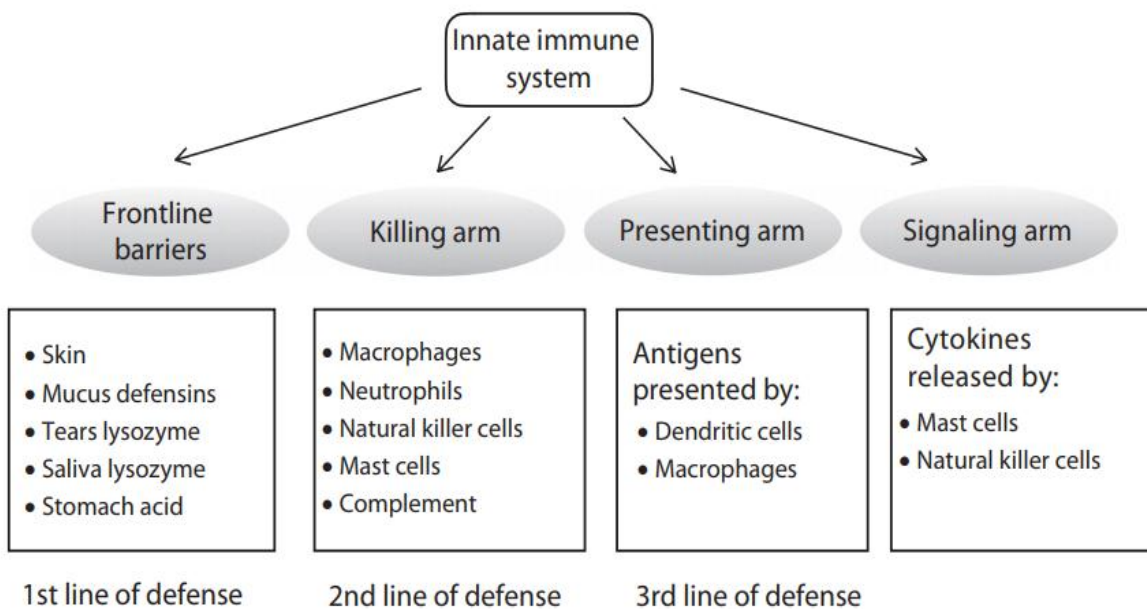 Innate immune
system
Frontline
barriers
Killing arm
Presenting arm
Signaling arm
• Skin
• Mucus defensins
• Tears lysozyme
• Saliva lysozyme
• Stomach acid
• Macrophages
• Neutrophils
• Natural killer cells
• Mast cells
• Complement
Antigens
presented by:
• Dendritic cells
• Macrophages
Cytokines
released by:
• Mast cells
• Natural killer cells
1st line of defense
2nd line of defense
3rd line of defense